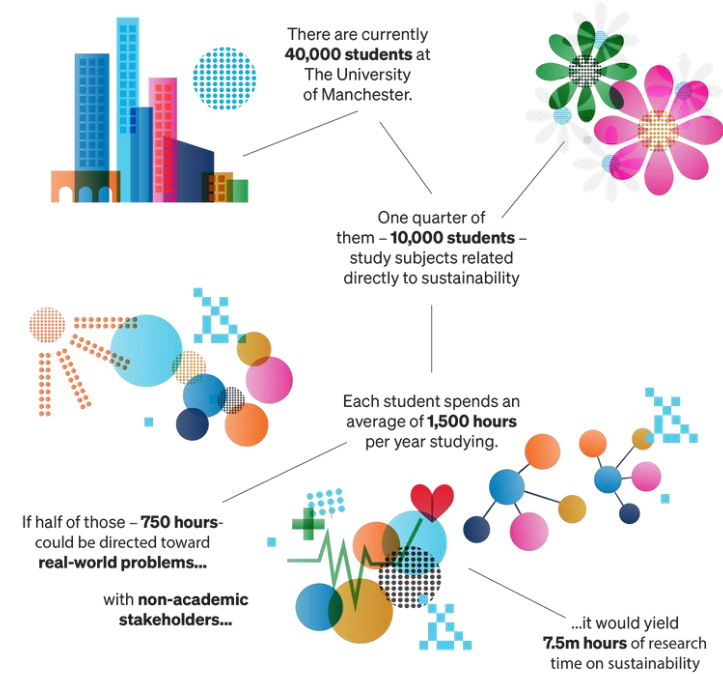 There are currently
40,000 students at
The University
of Manchester.
One quarter of
them – 10,000 students –
study subjects related
directly to sustainability
Each student spends an
average of 1,500 hours
per year studying.
If half of those – 750 hours-
could be directed toward
real-world problems...
with non-academic
stakeholders...
...it would yield
7.5m hours of research
time on sustainability